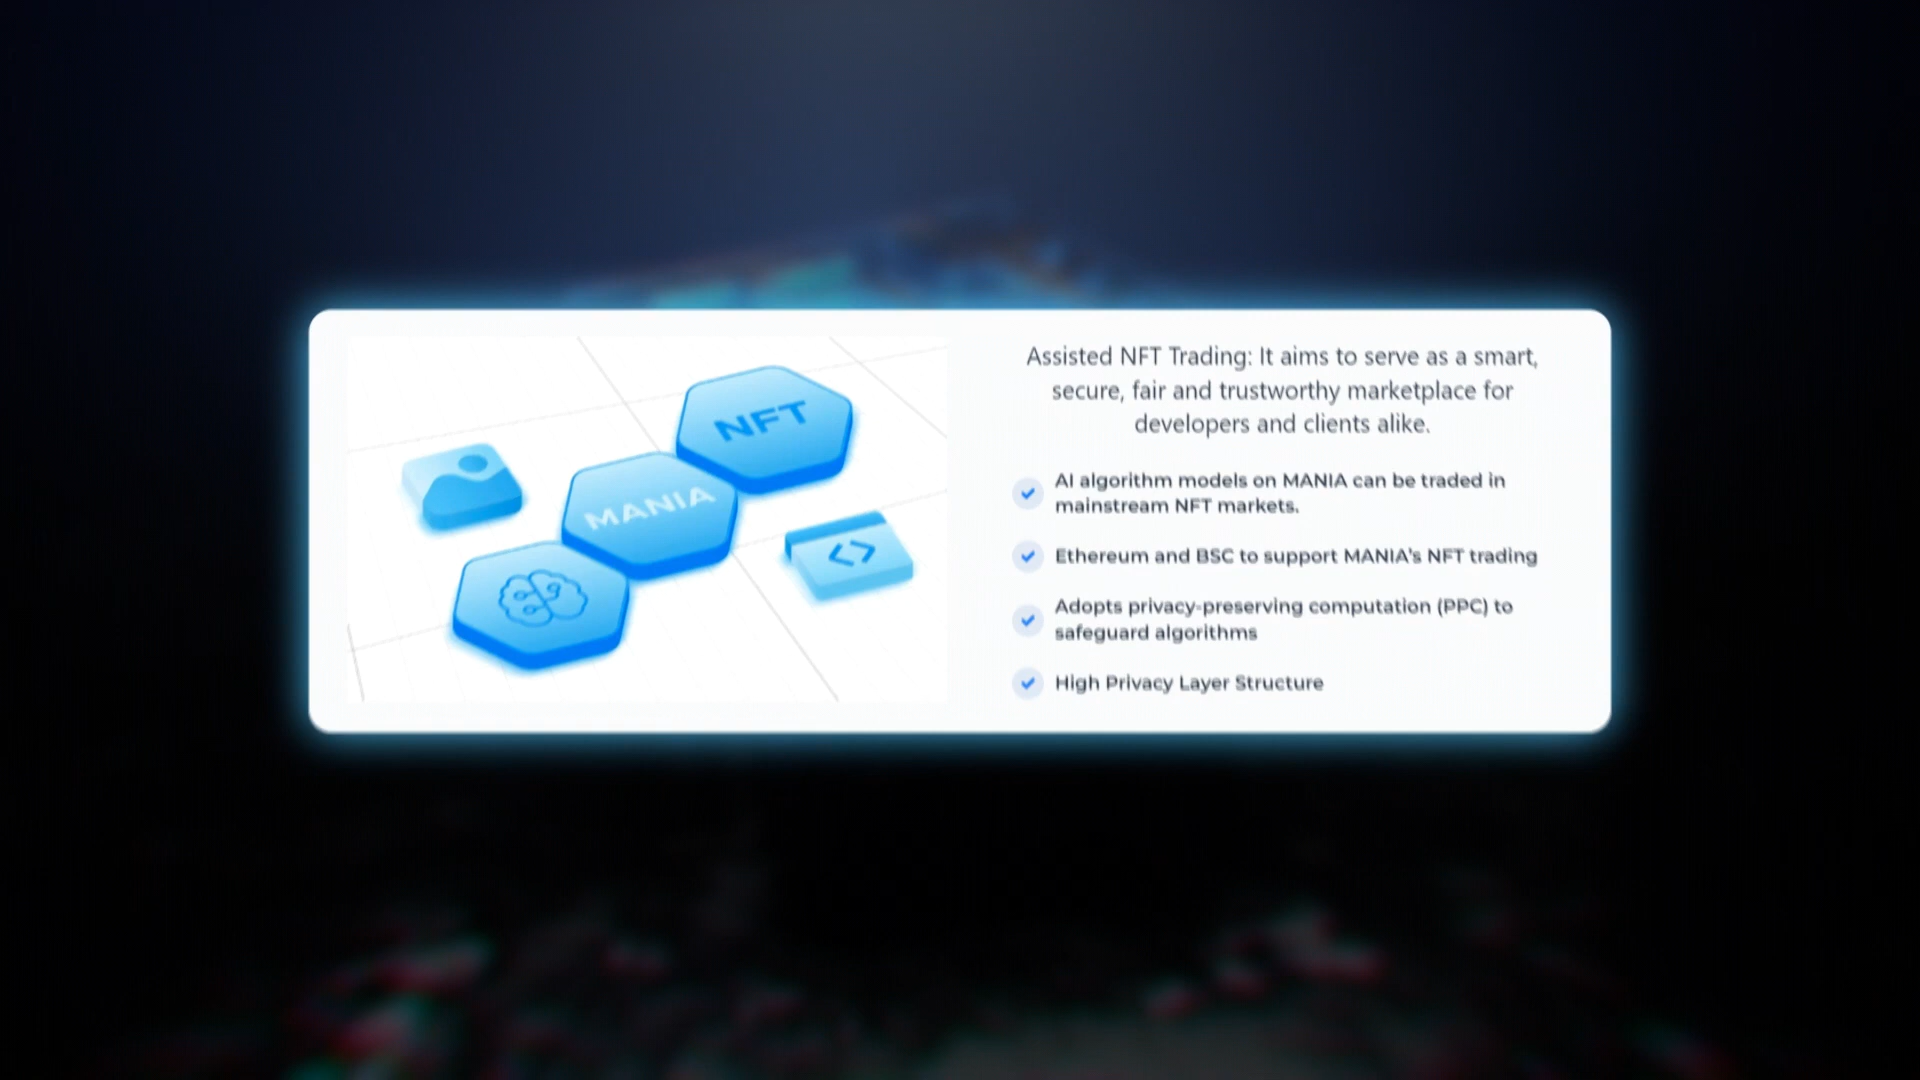 NFT
MANIA
Assisted NFT Trading: It aims to serve as a smart,
secure, fair and trustworthy marketplace for
developers and clients alike.
AI algorithm models on MANIA can be traded in
mainstream NFT markets.
Ethereum and BSC to support MANIA's NFT trading
Adopts privacy-preserving computation (PPC) to
safeguard algorithms
High Privacy Layer Structure